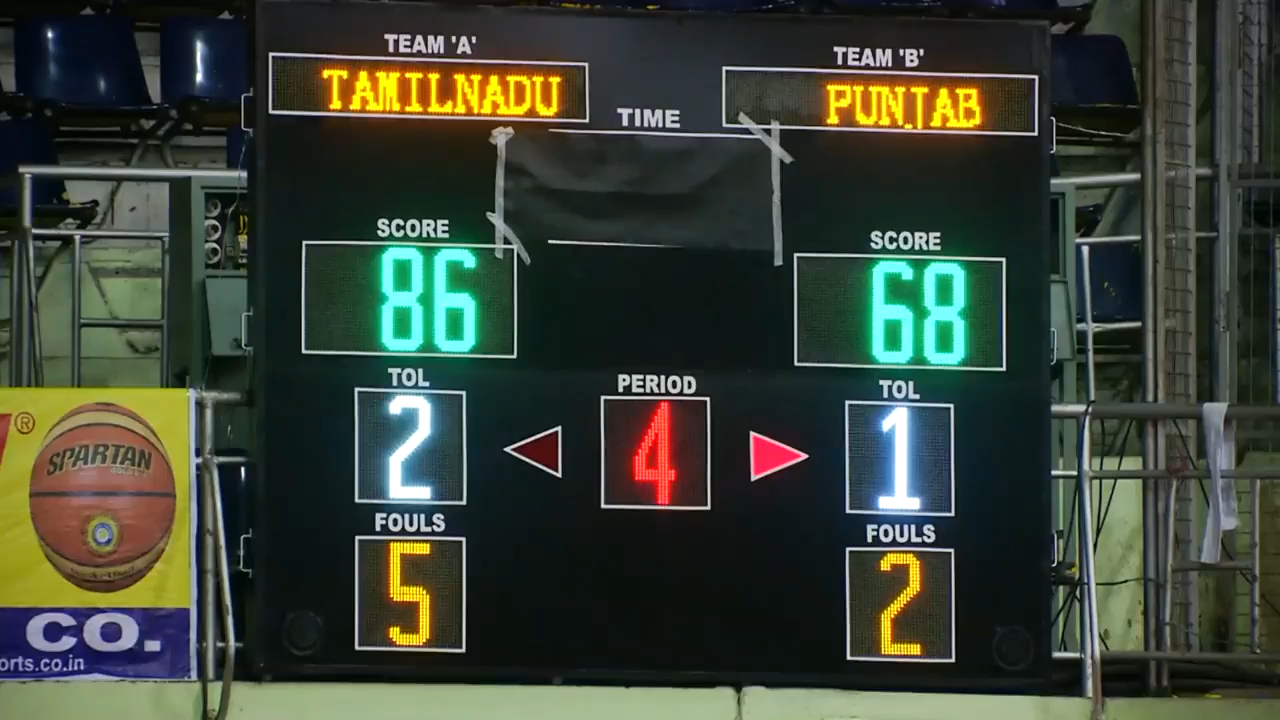 TEAM 'A'
TEAM 'B'
TAMILNADU
PUNJAB
TIME
SCORE
SCORE
86
68
TOL
PERIOD
TOL
2
4
1
FOULS
FOULS
5
2
®
SPARTAN
CO.
orts.co.in